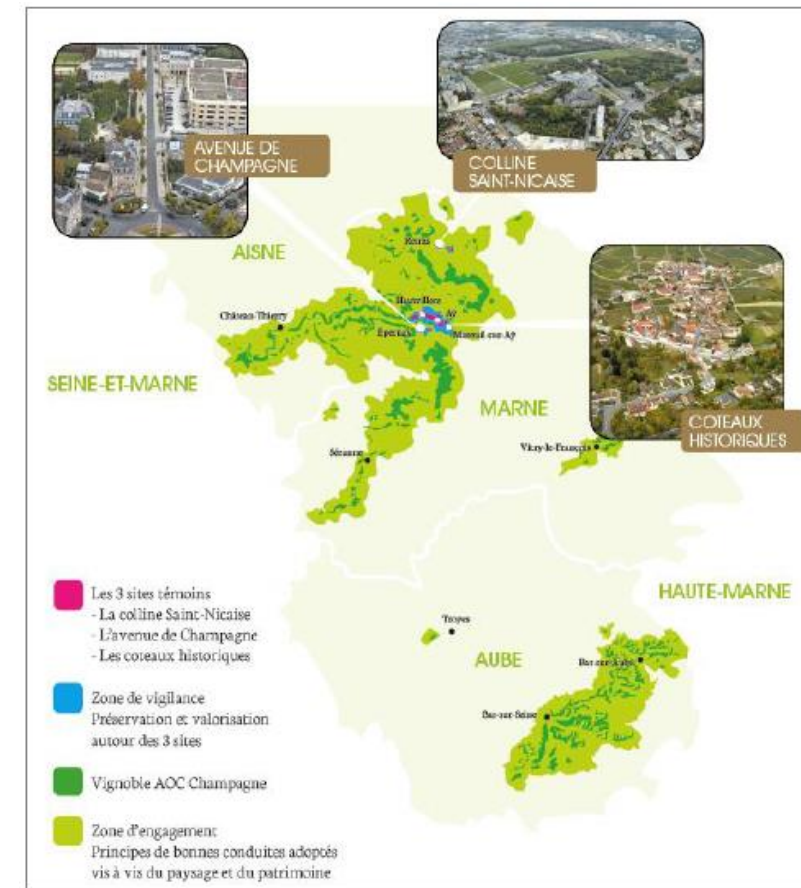 AVENUE DE
CHAMPAGNE
COLLINE
SAINT-NICAISE
AISNE
Reims
Hautvillers
Château-Thierry
Aÿ
Épernay
Mareuil-sur-Aÿ
SEINE-ET-MARNE
MARNE
COTEAUX
HISTORIQUES
Vitry-le-François
Sézanne
Les 3 sites témoins
- La colline Saint-Nicaise
- L'avenue de Champagne
- Les coteaux historiques
HAUTE-MARNE
Troyes
AUBE
Bar-sur-Aube
Zone de vigilance
Préservation et valorisation
autour des 3 sites
Bar-sur-Seine
Vignoble AOC Champagne
Zone d'engagement
Principes de bonnes conduites adoptés
vis à vis du paysage et du patrimoine